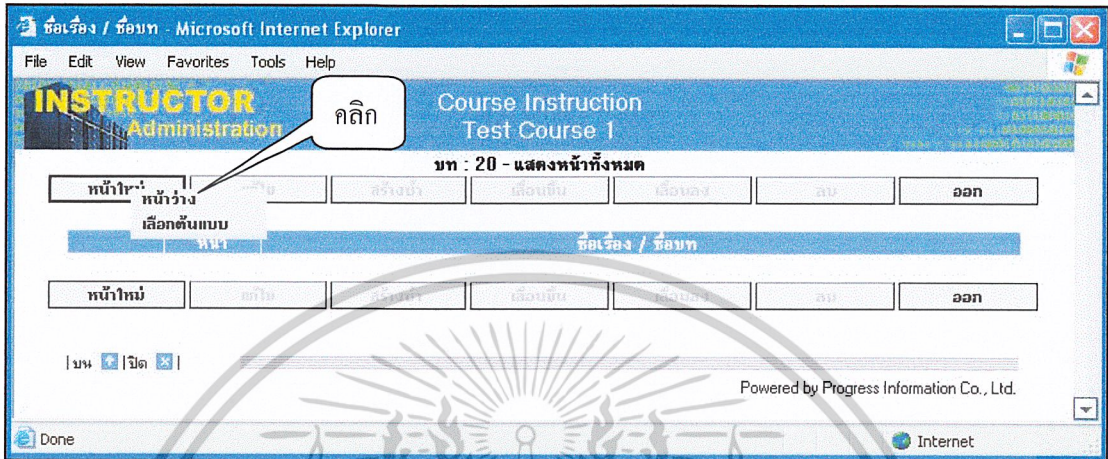 ชื่อเรื่อง / ชื่อบท - Microsoft Internet Explorer
File Edit View Favorites Tools Help
INSTRUCTOR
Administration
คลิก
Course Instruction
Test Course 1
บท : 20 - แสดงหน้าทั้งหมด
หน้าใหม่ แก้ไข สร้างซ้ำ เลื่อนขึ้น เลื่อนลง ลบ ออก
หน้าว่าง
เลือกต้นแบบ
หน้า ชื่อเรื่อง / ชื่อบท
หน้าใหม่ แก้ไข สร้างซ้ำ เลื่อนขึ้น เลื่อนลง ลบ ออก
|บน |ปิด |
Powered by Progress Information Co., Ltd.
Done Internet